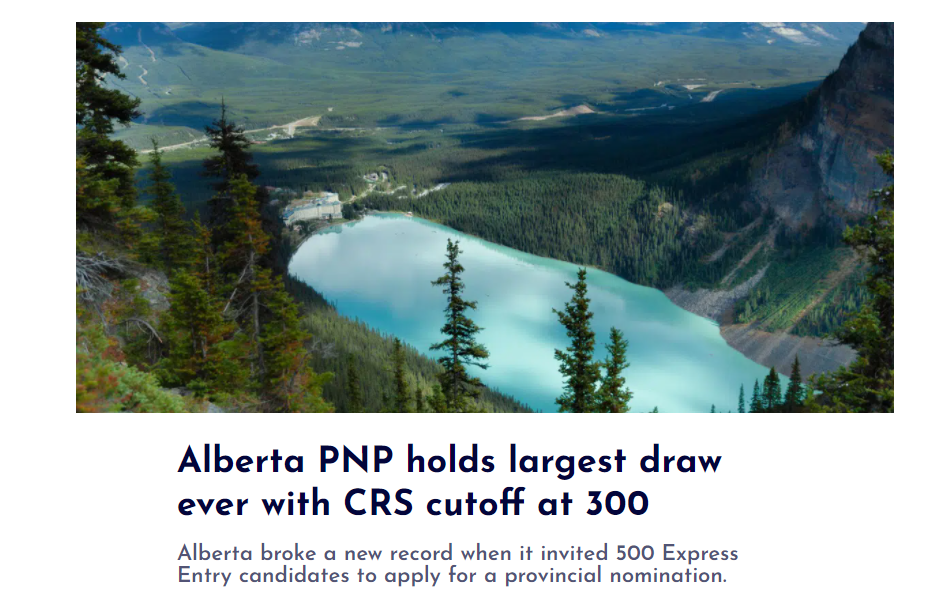 Alberta PNP holds largest draw
ever with CRS cutoff at 300
Alberta broke a new record when it invited 500 Express
Entry candidates to apply for a provincial nomination.